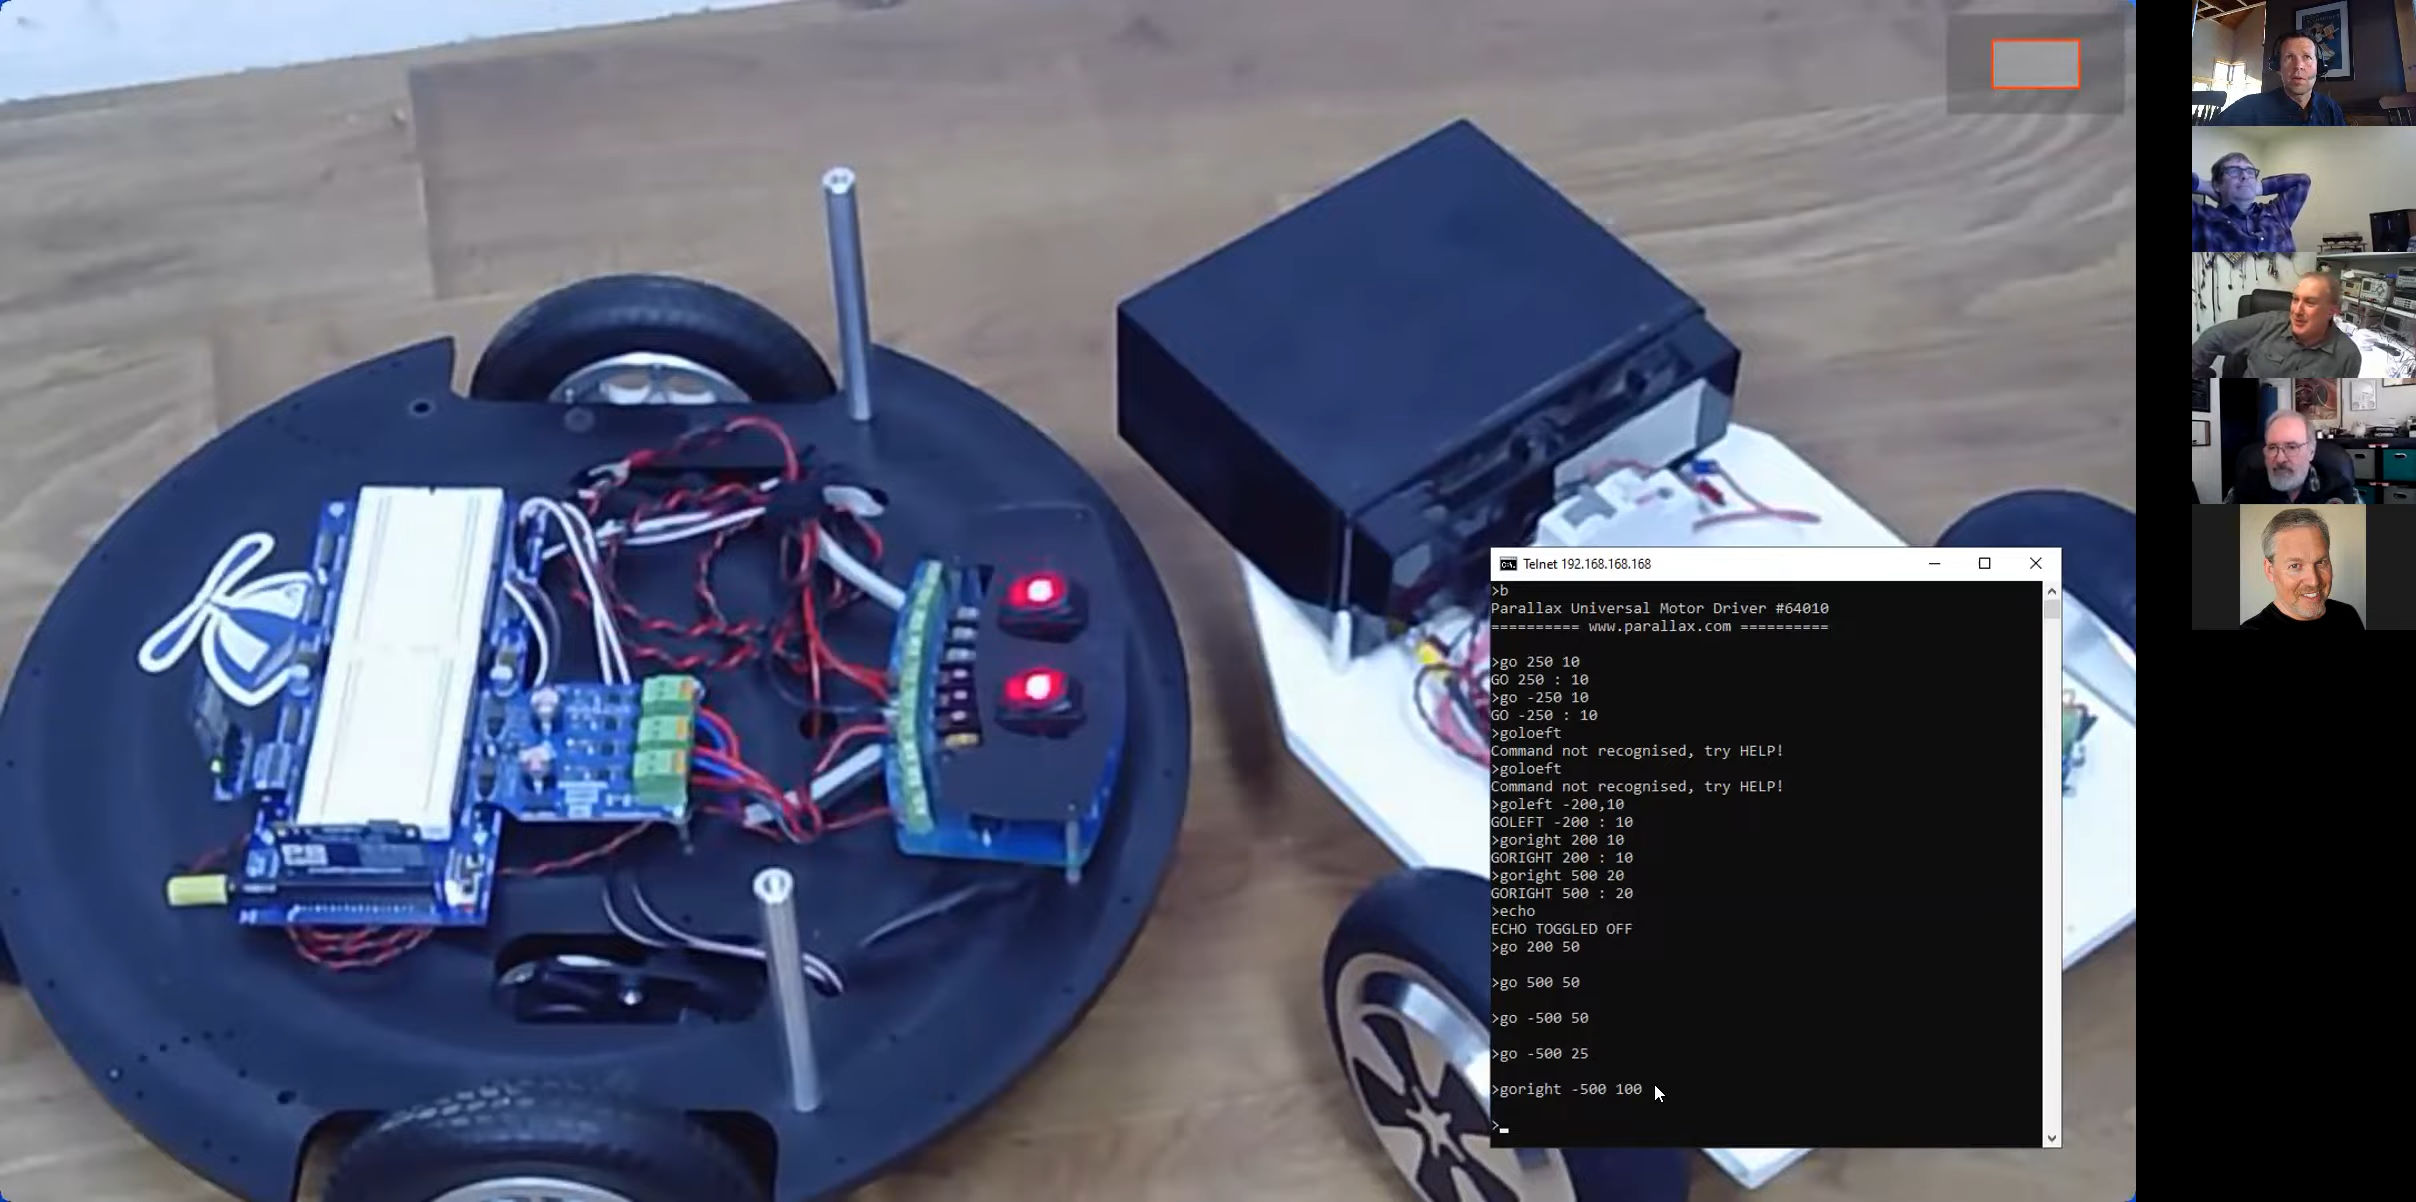 Telnet 192.168.168.168
>b
Parallax Universal Motor Driver #64010
========== www.parallax.com ==========
>go 250 10
GO 250 : 10
>go -250 10
GO -250 : 10
>goloeft
Command not recognised, try HELP!
>goloeft
Command not recognised, try HELP!
>goleft -200,10
GOLEFT -200 : 10
>goright 200 10
GORIGHT 200 : 10
>goright 500 20
GORIGHT 500 : 20
>echo
ECHO TOGGLED OFF
>go 200 50
>go 500 50
>go -500 50
>go -500 25
>goright -500 100
>